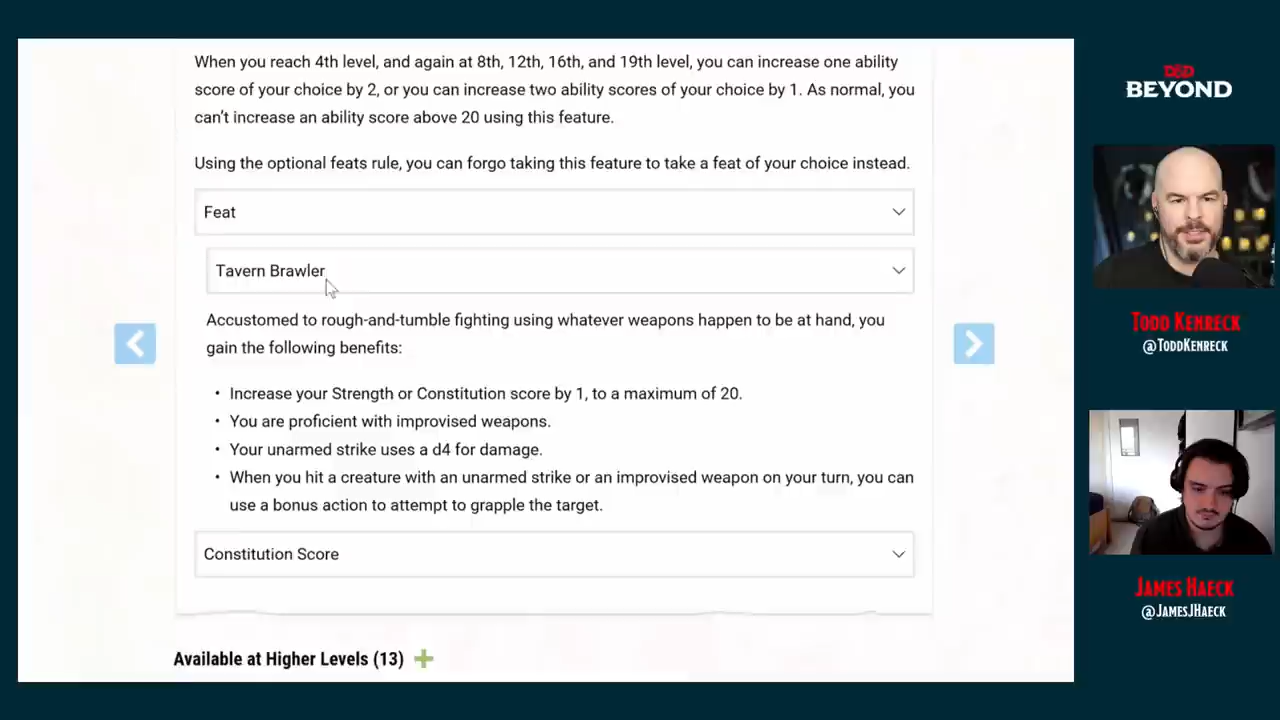 When you reach 4th level, and again at 8th, 12th, 16th, and 19th level, you can increase one ability
score of your choice by 2, or you can increase two ability scores of your choice by 1. As normal, you
can't increase an ability score above 20 using this feature.
Using the optional feats rule, you can forgo taking this feature to take a feat of your choice instead.
Feat
Tavern Brawler
Accustomed to rough-and-tumble fighting using whatever weapons happen to be at hand, you
gain the following benefits:
• Increase your Strength or Constitution score by 1, to a maximum of 20.
• You are proficient with improvised weapons.
• Your unarmed strike uses a d4 for damage.
• When you hit a creature with an unarmed strike or an improvised weapon on your turn, you can
use a bonus action to attempt to grapple the target.
Constitution Score
Available at Higher Levels (13)
D&D
BEYOND
Todd Kenreck
@ToddKenreck
James Haeck
@JamesJHaeck